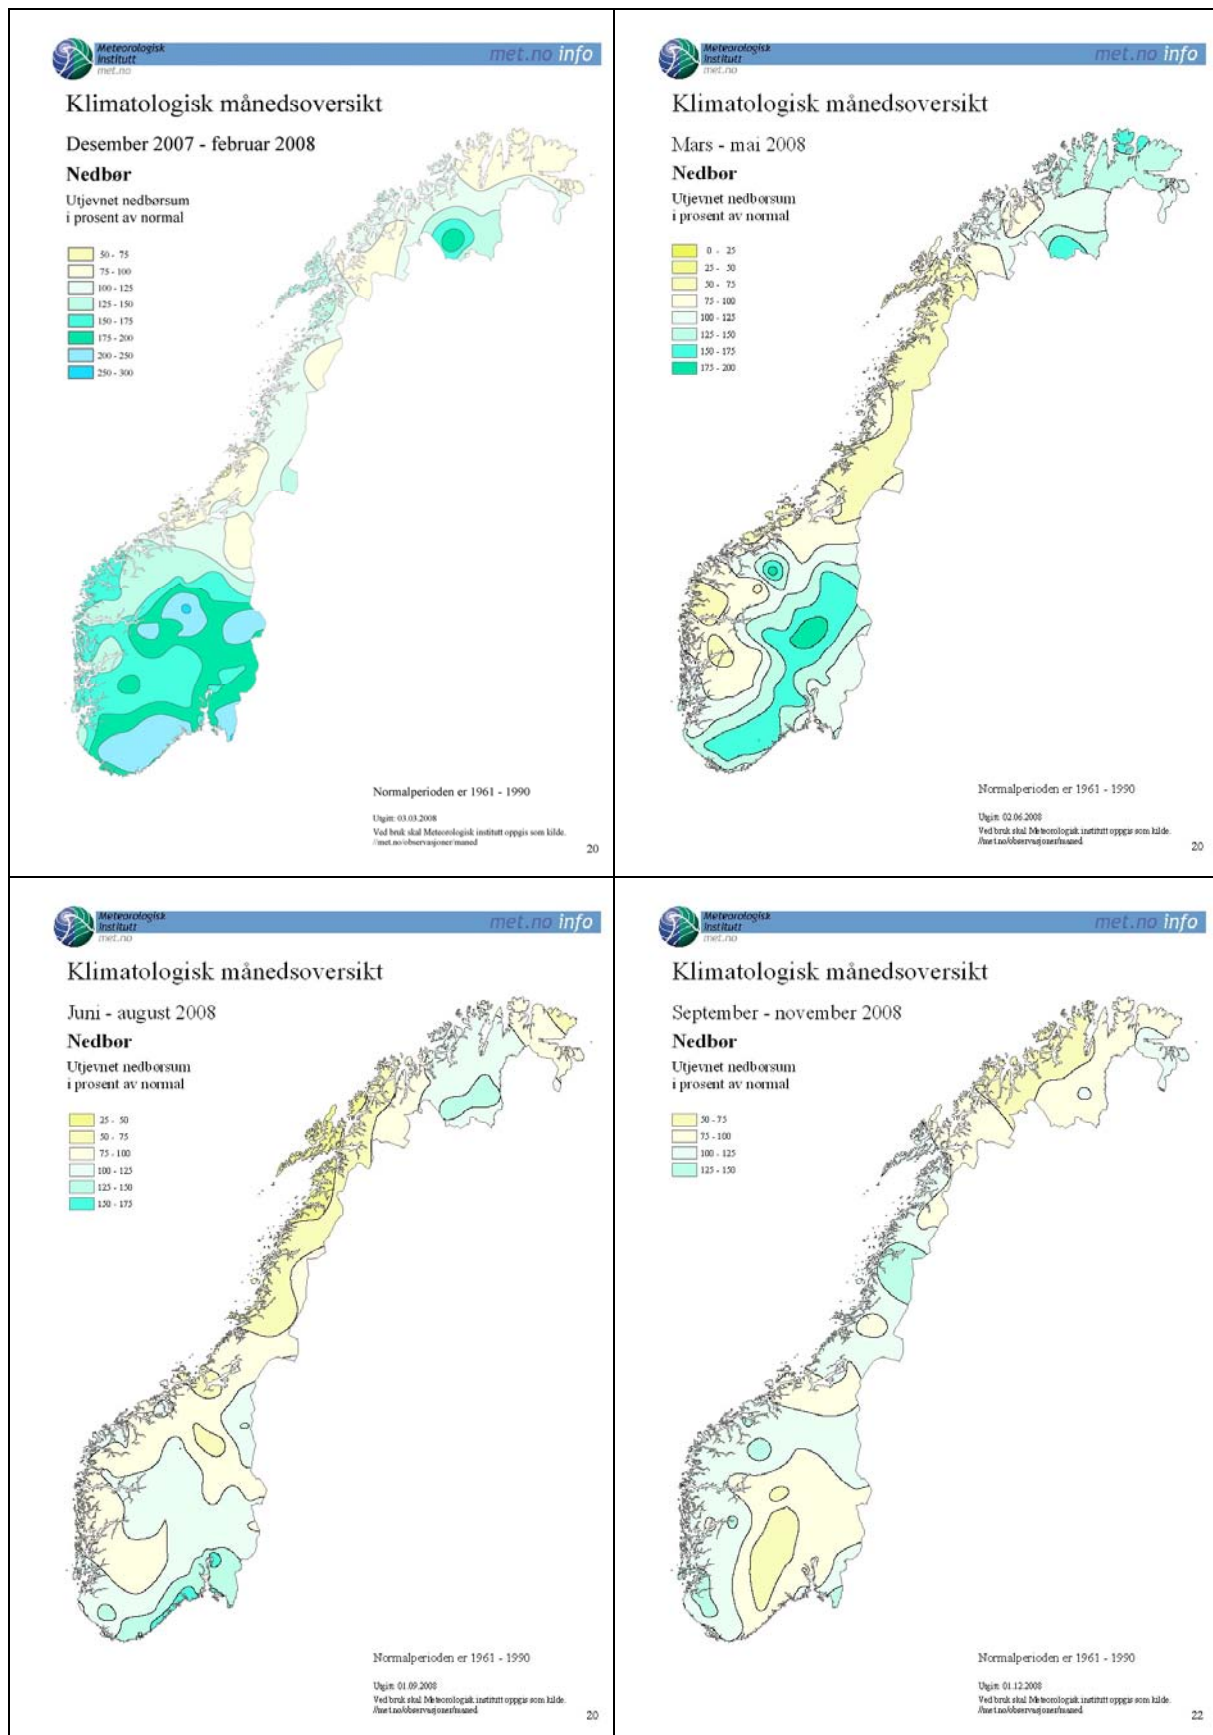 Meteorologisk
Institutt
met.no
met.no info
Klimatologisk månedsoversikt
Desember 2007 - februar 2008
Nedbør
Utjevnet nedbørsum
i prosent av normal
50 - 75
75 - 100
100 - 125
125 - 150
150 - 175
175 - 200
200 - 250
250 - 300
Normalperioden er 1961 - 1990
Utgitt: 03.03.2008
Ved bruk skal Meteorologisk institutt oppgis som kilde.
//met.no/observasjoner/maned
20
Meteorologisk
Institutt
met.no
met.no info
Klimatologisk månedsoversikt
Mars - mai 2008
Nedbør
Utjevnet nedbørsum
i prosent av normal
0 - 25
25 - 50
50 - 75
75 - 100
100 - 125
125 - 150
150 - 175
175 - 200
Normalperioden er 1961 - 1990
Utgitt: 02.06.2008
Ved bruk skal Meteorologisk institutt oppgis som kilde.
//met.no/observasjoner/maned
20
Meteorologisk
Institutt
met.no
met.no info
Klimatologisk månedsoversikt
Juni - august 2008
Nedbør
Utjevnet nedbørsum
i prosent av normal
25 - 50
50 - 75
75 - 100
100 - 125
125 - 150
150 - 175
Normalperioden er 1961 - 1990
Utgitt: 01.09.2008
Ved bruk skal Meteorologisk institutt oppgis som kilde.
//met.no/observasjoner/maned
20
Meteorologisk
Institutt
met.no
met.no info
Klimatologisk månedsoversikt
September - november 2008
Nedbør
Utjevnet nedbørsum
i prosent av normal
50 - 75
75 - 100
100 - 125
125 - 150
Normalperioden er 1961 - 1990
Utgitt: 01.12.2008
Ved bruk skal Meteorologisk institutt oppgis som kilde.
//met.no/observasjoner/maned
22